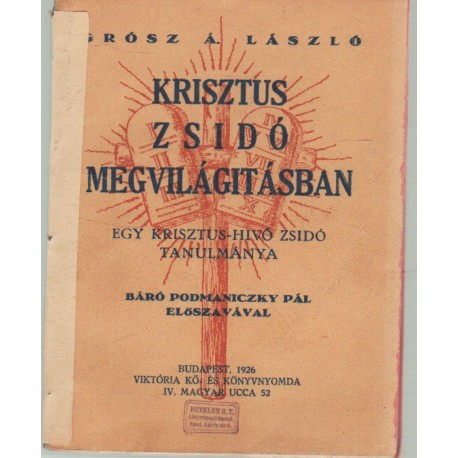 GRÓSZ Á. LÁSZLÓ
KRISZTUS
ZSIDÓ
MEGVILÁGITÁSBAN
EGY KRISZTUS-HIVŐ ZSIDÓ
TANULMÁNYA
BÁRÓ PODMANICZKY PÁL
ELŐSZAVÁVAL
BUDAPEST, 1926
VIKTÓRIA KŐ- ÉS KÖNYVNYOMDA
IV. MAGYAR UCCA 52
BETHLEN R.T.